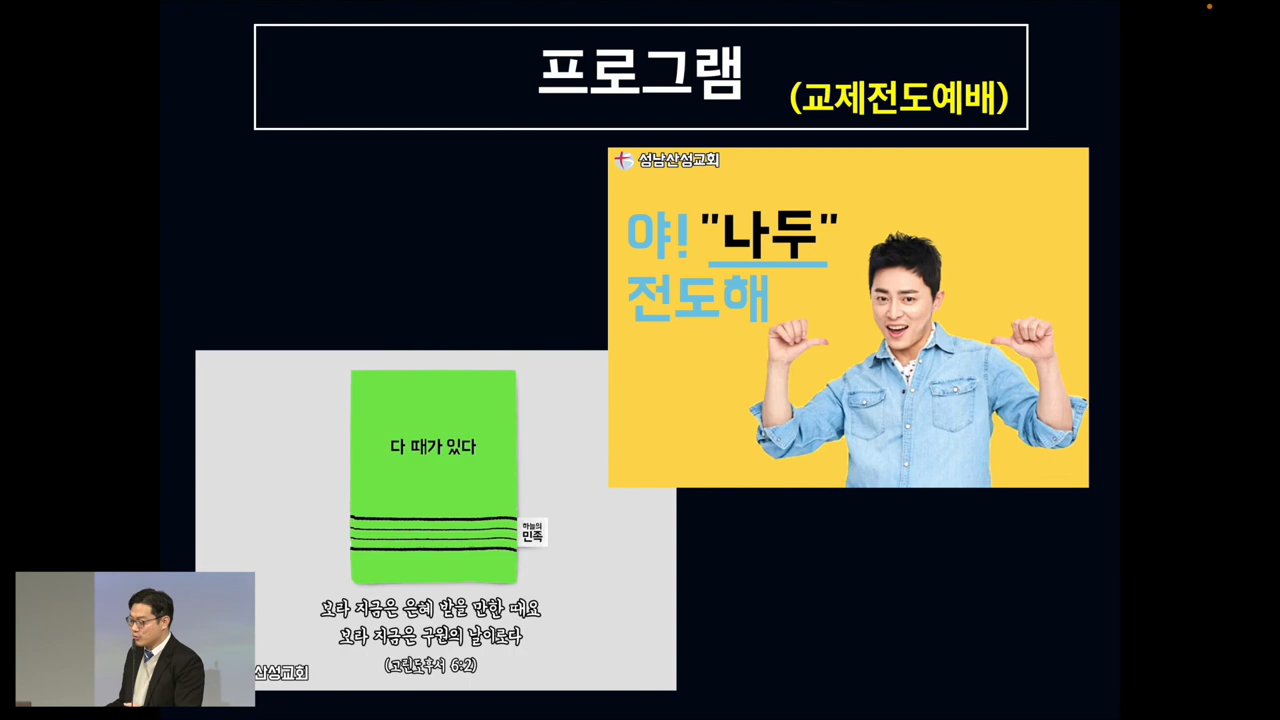 프로그램
(교제전도예배)
성남산성교회
야! "나두"
전도해
다 때가 있다
하늘의
민족
보라 지금은 은혜 받을 만한 때요
보라 지금은 구원의 날이로다
(고린도후서 6:2)
산성교회